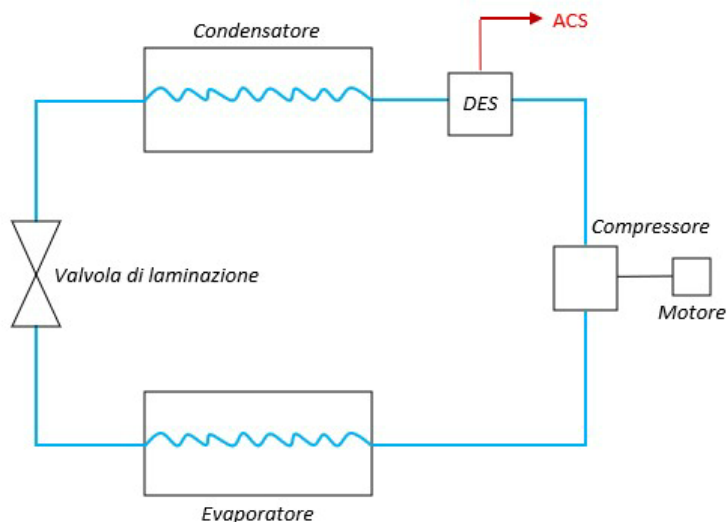 Condensatore
ACS
DES
Compressore
Valvola di laminazione
Motore
Evaporatore